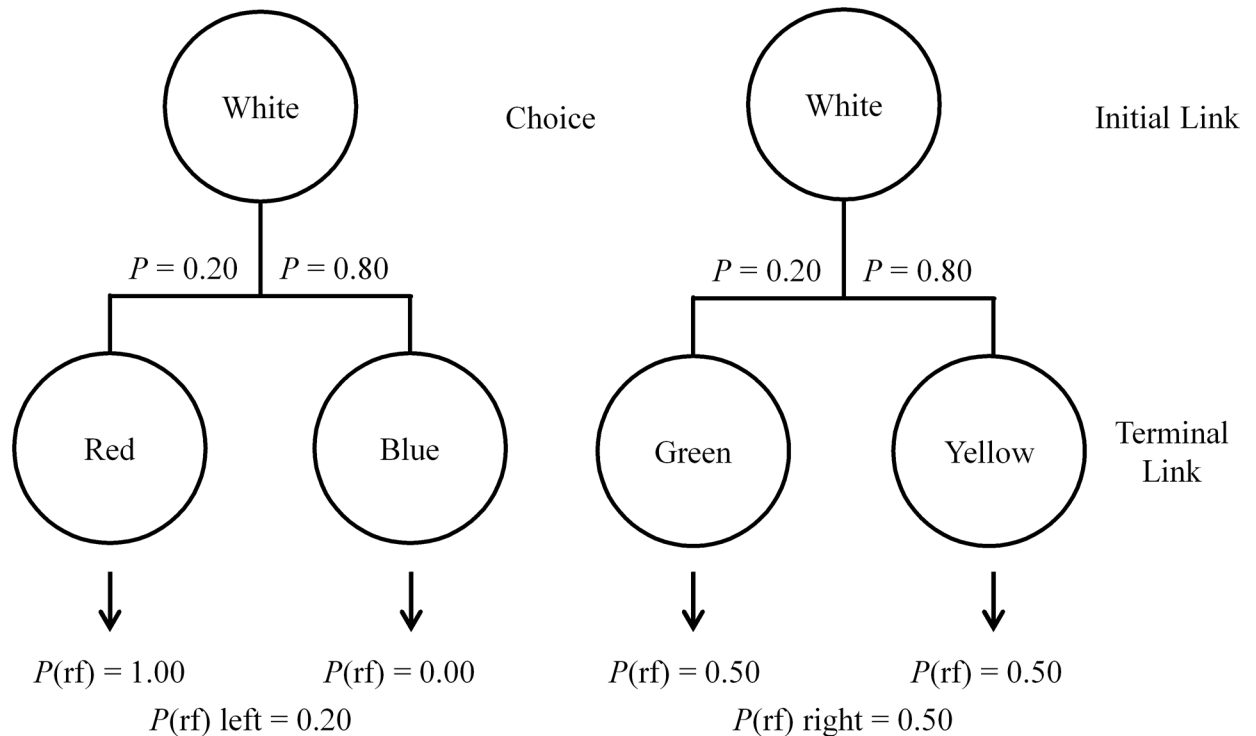 White
Choice
White
Initial Link
P = 0.20
P = 0.80
P = 0.20
P = 0.80
Red
Blue
Green
Yellow
Terminal
Link
P(rf) = 1.00
P(rf) = 0.00
P(rf) = 0.50
P(rf) = 0.50
P(rf) left = 0.20
P(rf) right = 0.50